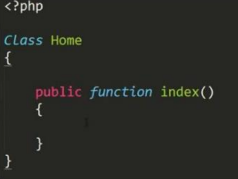 <?php
Class Home
{
public function index()
{
}
}